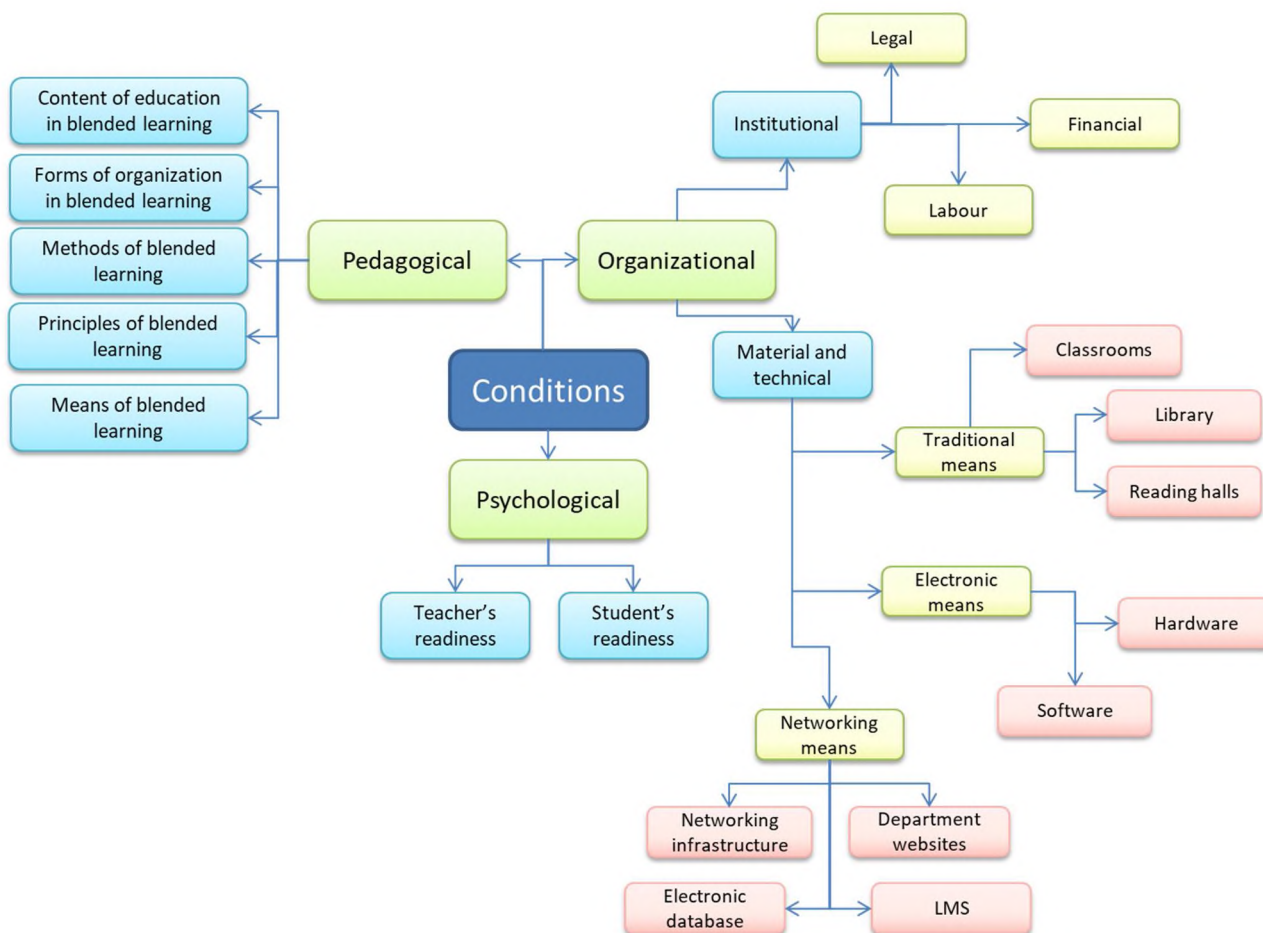 Legal
Content of education
in blended learning
Institutional
Financial
Forms of organization
in blended learning
Labour
Methods of blended
learning
Pedagogical
Organizational
Principles of blended
learning
Material and
technical
Classrooms
Conditions
Means of blended
learning
Library
Traditional
means
Psychological
Reading halls
Electronic
means
Teacher’s
readiness
Student’s
readiness
Hardware
Software
Networking
means
Networking
infrastructure
Department
websites
Electronic
database
LMS